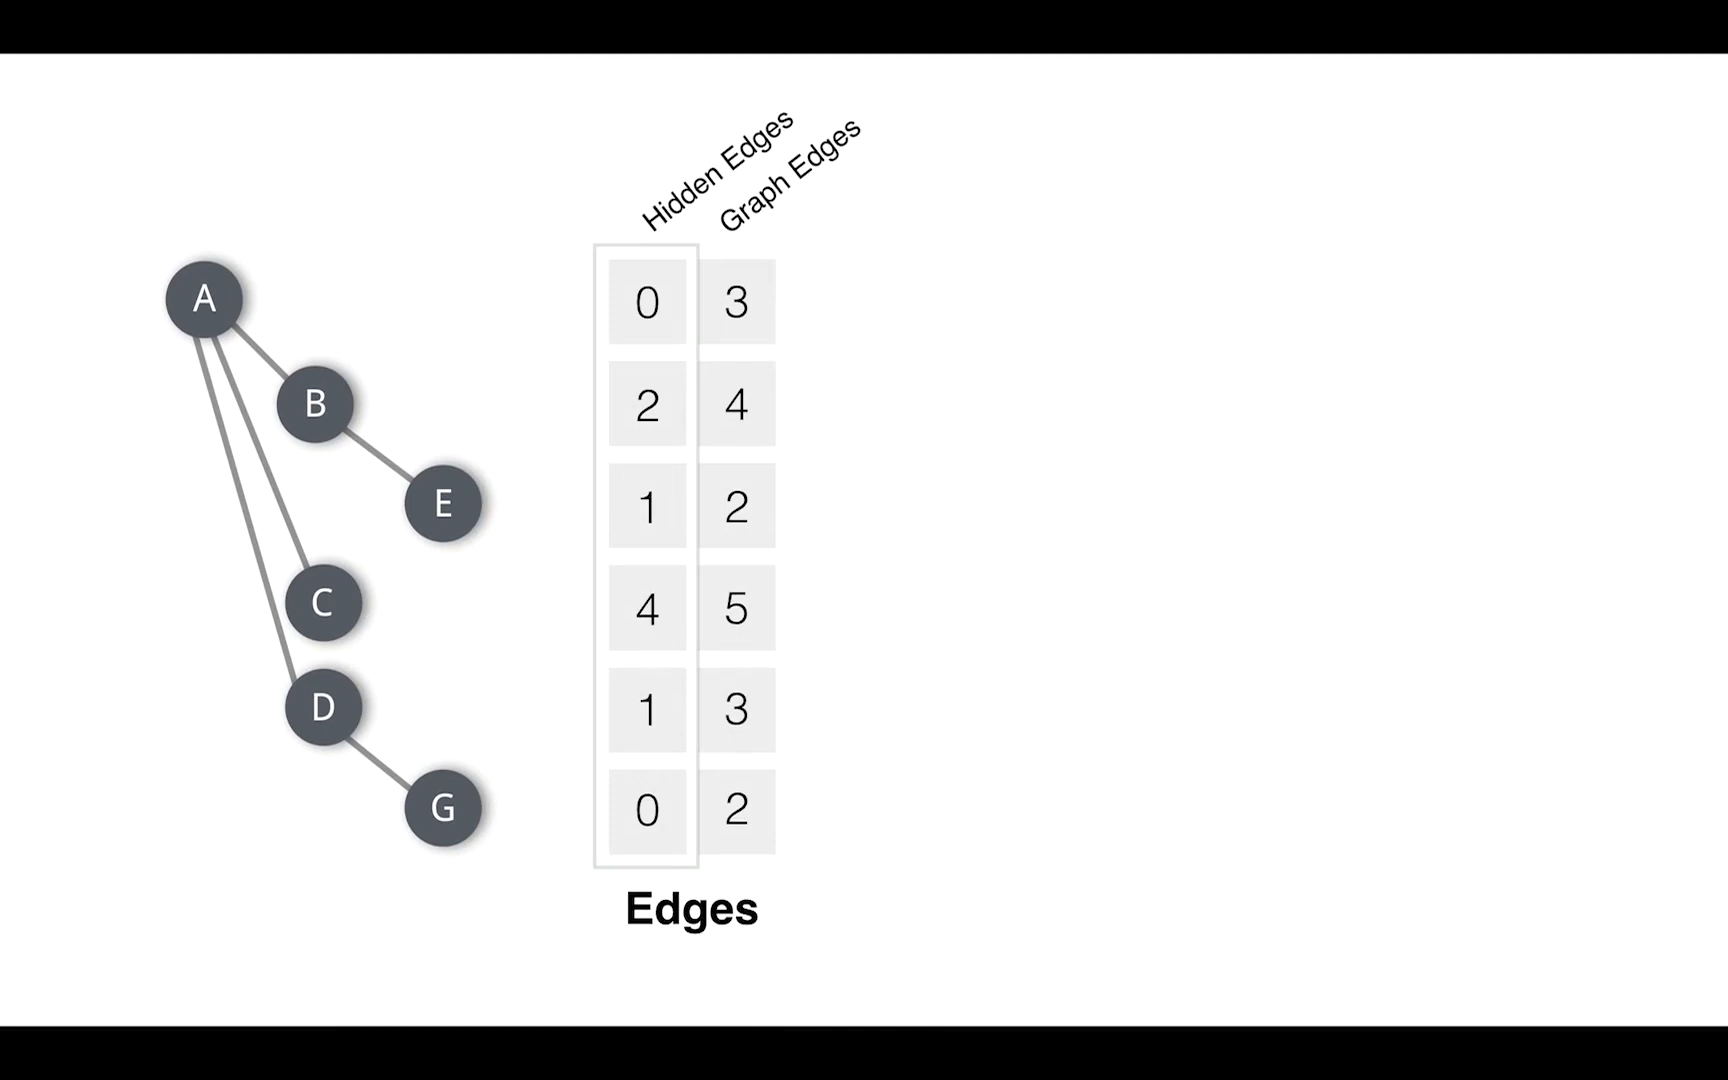 Hidden Edges
Graph Edges
A 0 3
B 2 4
E 1 2
C 4 5
D 1 3
G 0 2
Edges